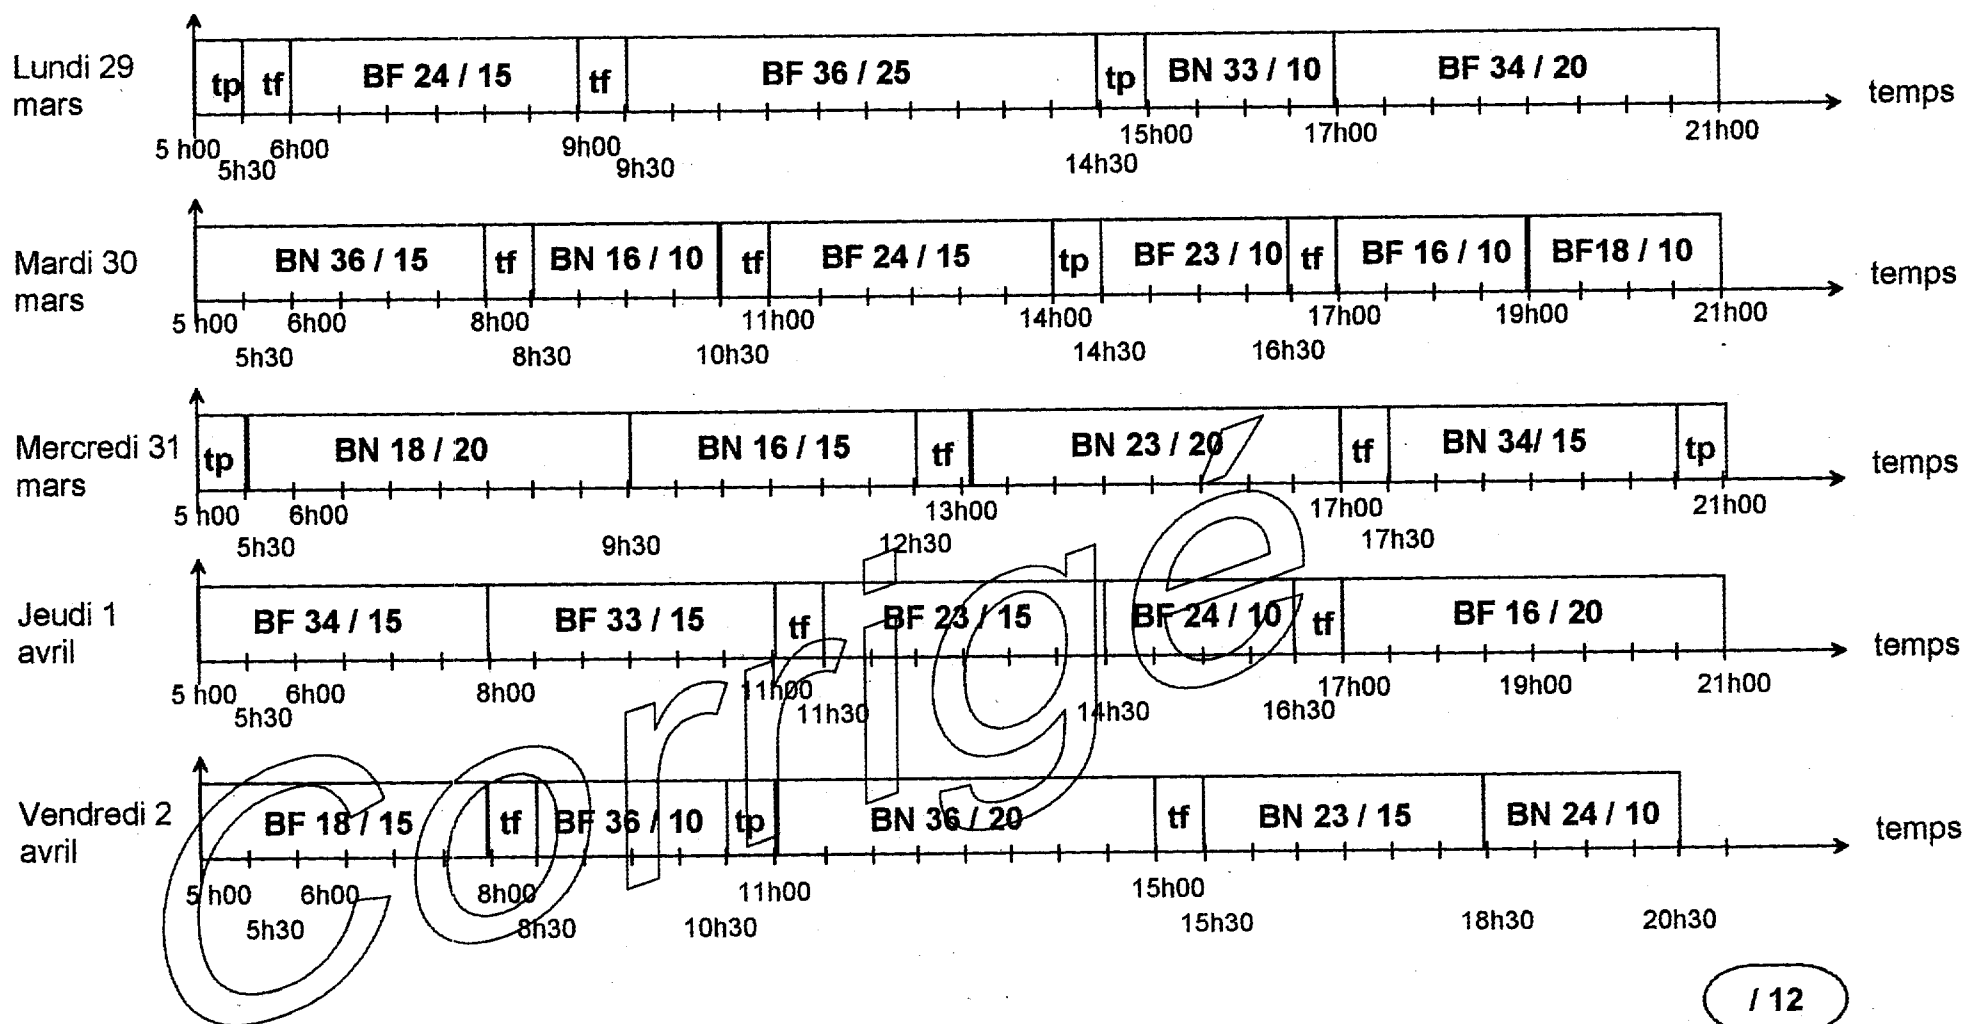 Lundi 29
mars
tp tf BF 24 / 15 tf BF 36 / 25 tp BN 33 / 10 BF 34 / 20
temps
5 h00 6h00 9h00 15h00 17h00 21h00
5h30 9h30 14h30
Mardi 30
mars
BN 36 / 15 tf BN 16 / 10 tf BF 24 / 15 tp BF 23 / 10 tf BF 16 / 10 BF18 / 10
temps
5 h00 6h00 8h00 11h00 14h00 17h00 19h00 21h00
5h30 8h30 10h30 14h30 16h30
Mercredi 31
mars
tp BN 18 / 20 BN 16 / 15 tf BN 23 / 20 tf BN 34/ 15 tp
temps
5 h00 6h00 13h00 17h00 21h00
5h30 9h30 12h30 17h30
Jeudi 1
avril
BF 34 / 15 BF 33 / 15 tf BF 23 / 15 BF 24 / 10 tf BF 16 / 20
temps
5 h00 6h00 8h00 11h00 17h00 19h00 21h00
5h30 11h30 14h30 16h30
Vendredi 2
avril
BF 18 / 15 tf BF 36 / 10 tp BN 36 / 20 tf BN 23 / 15 BN 24 / 10
temps
5 h00 6h00 8h00 11h00 15h00
5h30 8h30 10h30 15h30 18h30 20h30
Corrigé
/ 12